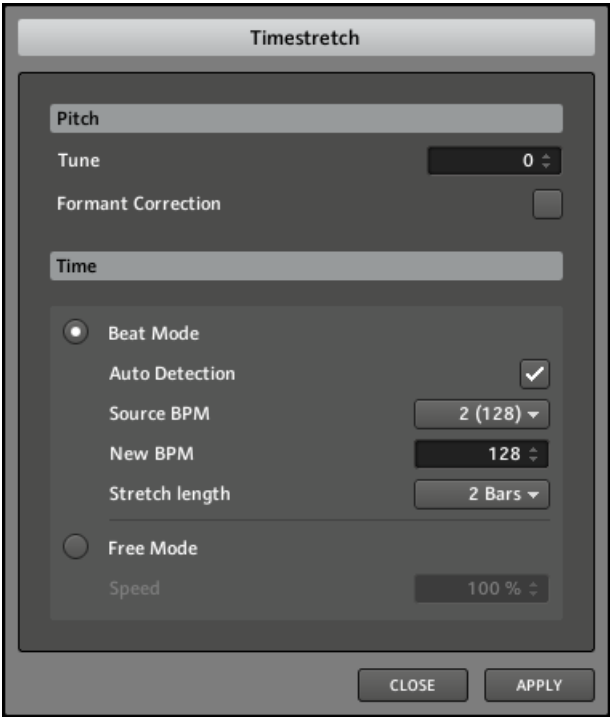 Timestretch
Pitch
Tune 0
Formant Correction
Time
Beat Mode
Auto Detection
Source BPM 2 (128)
New BPM 128
Stretch length 2 Bars
Free Mode
Speed 100 %
CLOSE APPLY